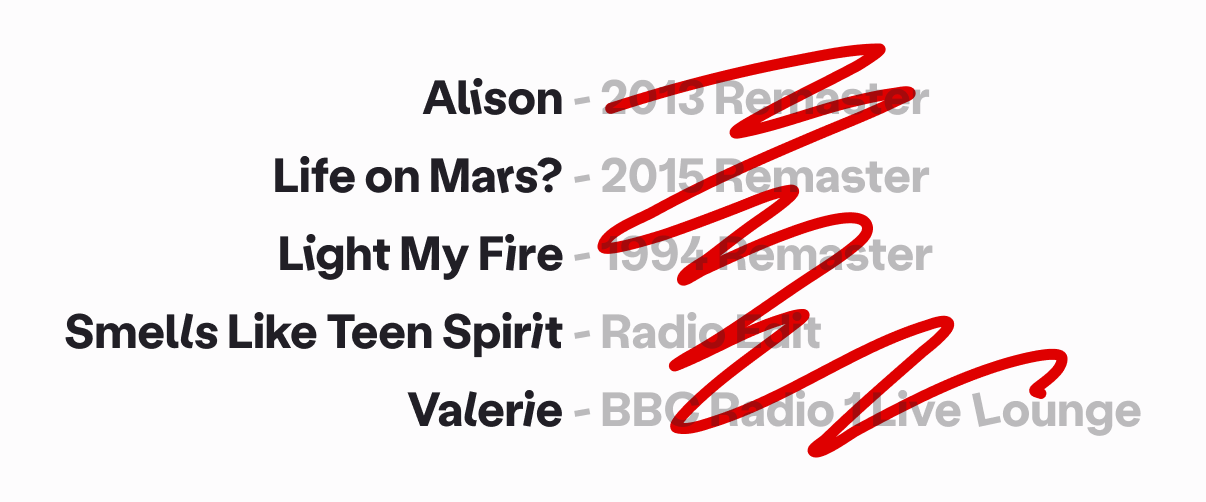 Alison - 2013 Remaster
Life on Mars? - 2015 Remaster
Light My Fire - 1994 Remaster
Smells Like Teen Spirit - Radio Edit
Valerie - BBC Radio 1 Live Lounge